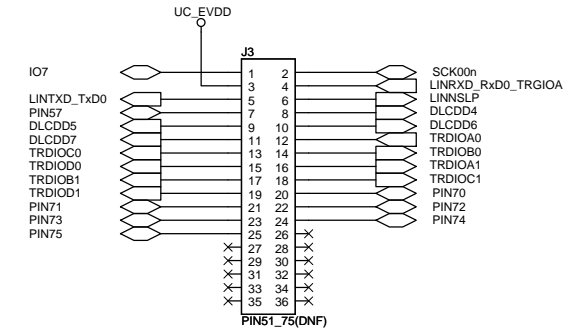 UC_EVDD
J3
IO7 1 2 SCK00n
3 4 LINRXD_RxD0_TRGIOA
LINTXD_TxD0 5 6 LINNSLP
PIN57 7 8 DLCDD4
DLCDD5 9 10 DLCDD6
DLCDD7 11 12 TRDIOA0
TRDIOC0 13 14 TRDIOB0
TRDIOD0 15 16 TRDIOA1
TRDIOB1 17 18 TRDIOC1
TRDIOD1 19 20 PIN70
PIN71 21 22 PIN72
PIN73 23 24 PIN74
PIN75 25 26
27 28
29 30
31 32
33 34
35 36
PIN51_75(DNF)